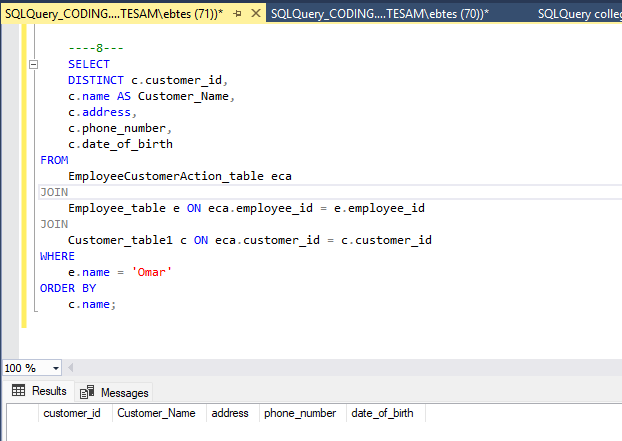 SQLQuery_CODING....TESAM\ebtes (71))* SQLQuery_CODING....TESAM\ebtes (70))* SQLQuery colle
----8---
SELECT
DISTINCT c.customer_id,
c.name AS Customer_Name,
c.address,
c.phone_number,
c.date_of_birth
FROM
EmployeeCustomerAction_table eca
JOIN
Employee_table e ON eca.employee_id = e.employee_id
JOIN
Customer_table1 c ON eca.customer_id = c.customer_id
WHERE
e.name = 'Omar'
ORDER BY
c.name;
100 %
Results Messages
customer_id Customer_Name address phone_number date_of_birth